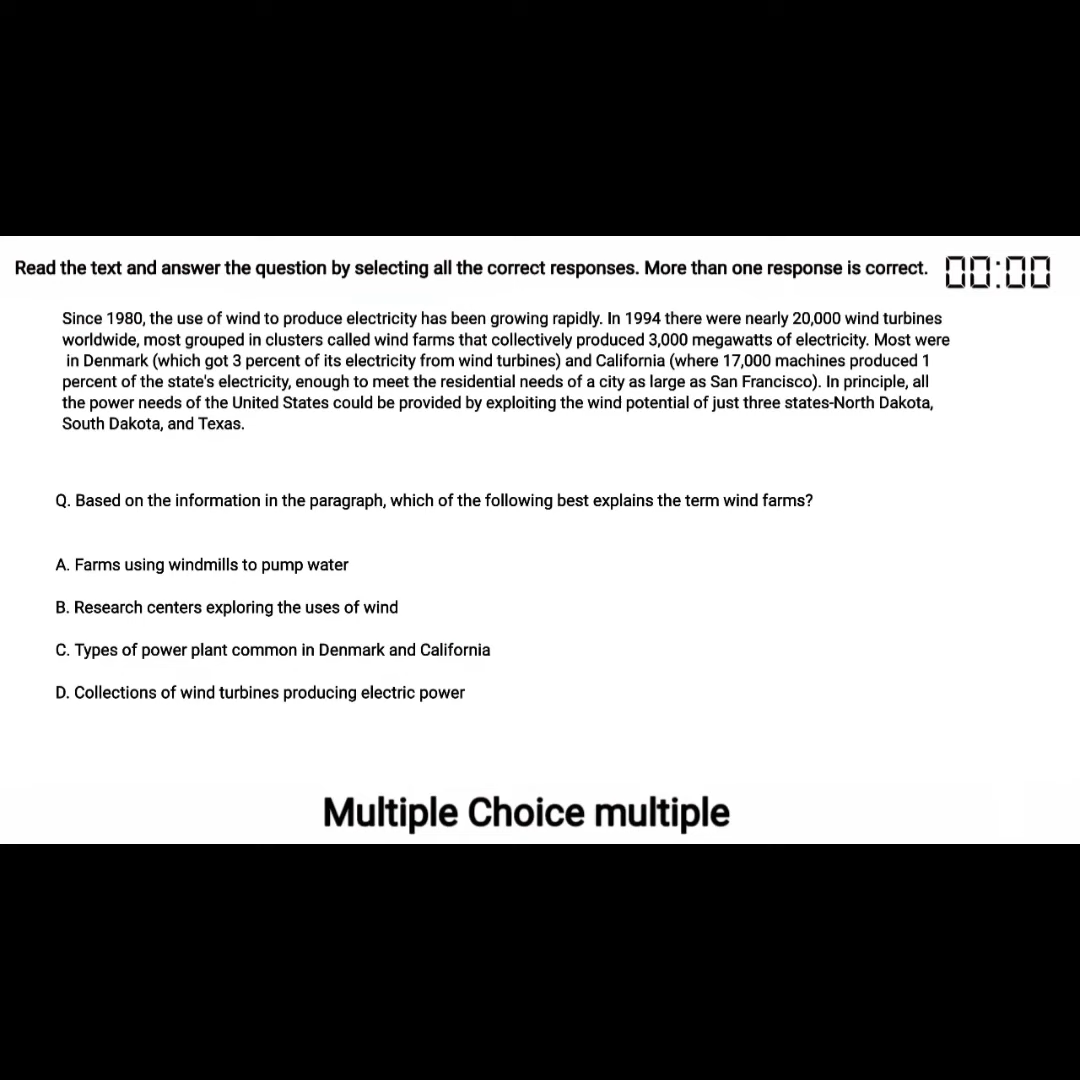 Read the text and answer the question by selecting all the correct responses. More than one response is correct.
00:00
Since 1980, the use of wind to produce electricity has been growing rapidly. In 1994 there were nearly 20,000 wind turbines
worldwide, most grouped in clusters called wind farms that collectively produced 3,000 megawatts of electricity. Most were
in Denmark (which got 3 percent of its electricity from wind turbines) and California (where 17,000 machines produced 1
percent of the state's electricity, enough to meet the residential needs of a city as large as San Francisco). In principle, all
the power needs of the United States could be provided by exploiting the wind potential of just three states-North Dakota,
South Dakota, and Texas.
Q. Based on the information in the paragraph, which of the following best explains the term wind farms?
A. Farms using windmills to pump water
B. Research centers exploring the uses of wind
C. Types of power plant common in Denmark and California
D. Collections of wind turbines producing electric power
Multiple Choice multiple